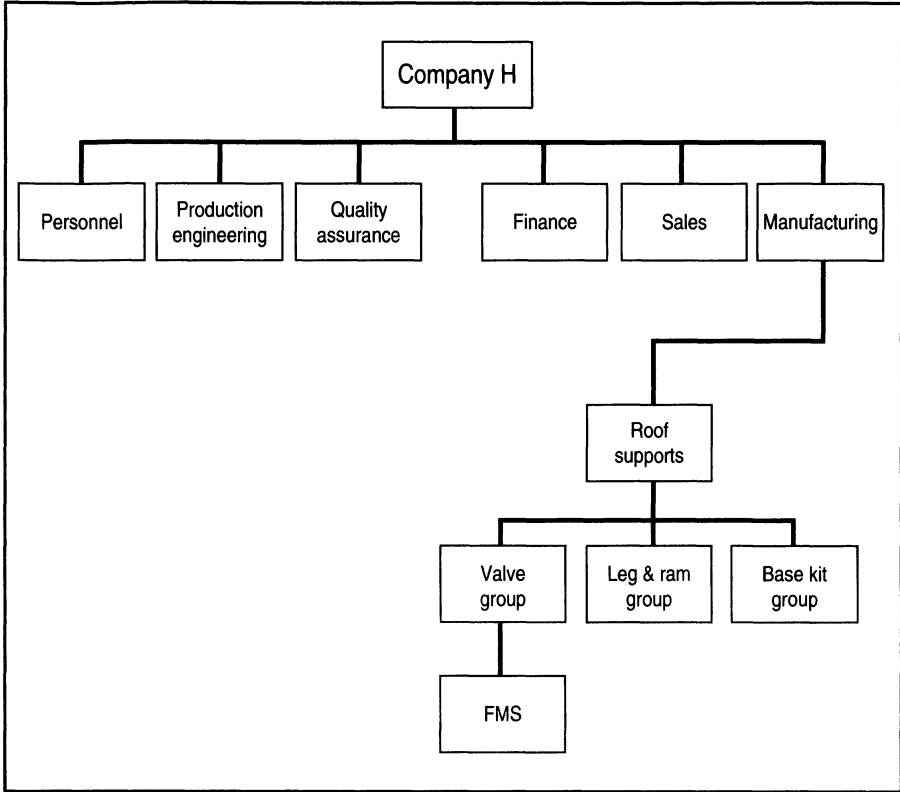 Company H
Personnel
Production
engineering
Quality
assurance
Finance
Sales
Manufacturing
Roof
supports
Valve
group
Leg & ram
group
Base kit
group
FMS